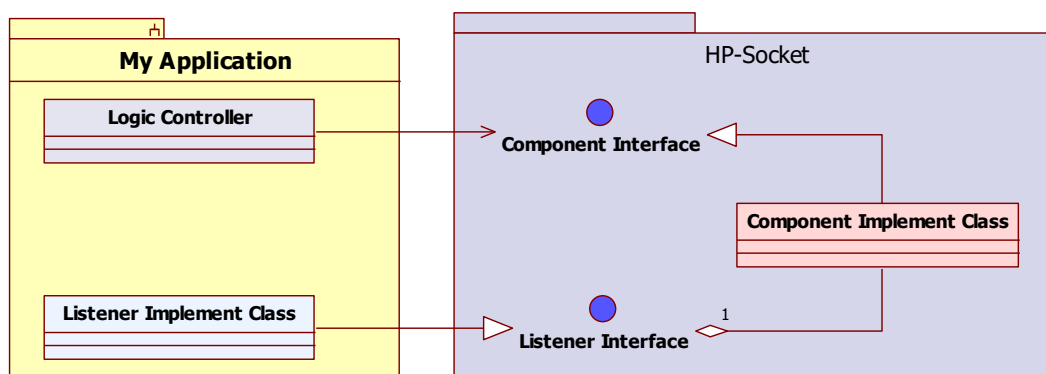 My Application
HP-Socket
Logic Controller
Component Interface
Component Implement Class
Listener Implement Class
1
Listener Interface